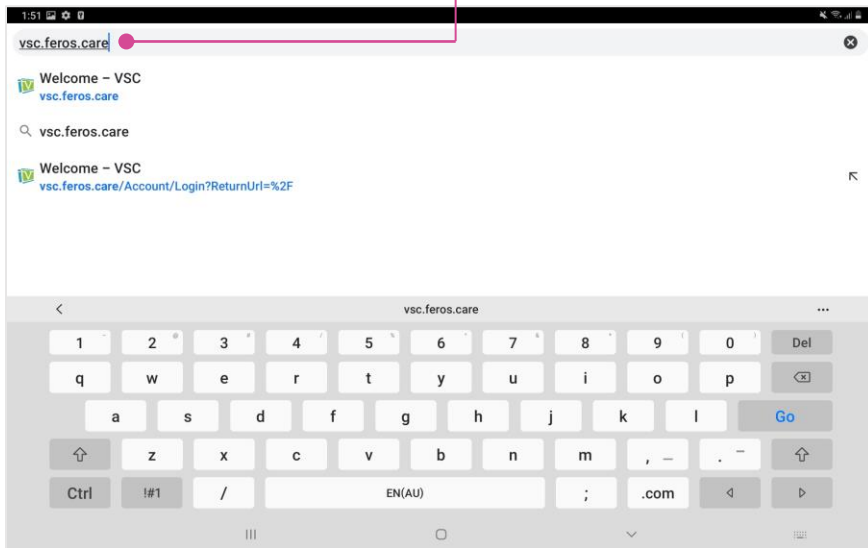 1:51
vsc.feros.care
Welcome – VSC
vsc.feros.care
vsc.feros.care
Welcome – VSC
vsc.feros.care/Account/Login?ReturnUrl=%2F
vsc.feros.care
1 2 3 4 5 6 7 8 9 0 Del
q w e r t y u i o p
a s d f g h j k l Go
z x c v b n m , _ . -
Ctrl !#1 / EN(AU) ; .com